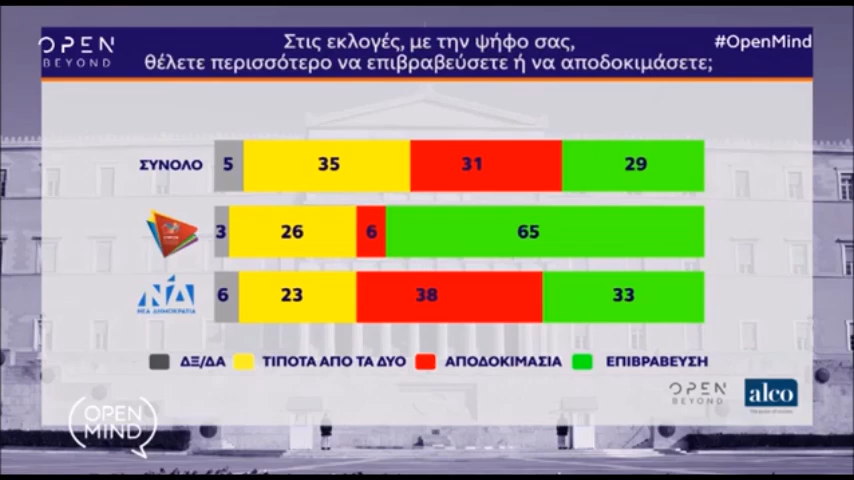 OPEN
BEYOND
Στις εκλογές, με την ψήφο σας,
θέλετε περισσότερο να επιβραβεύσετε ή να αποδοκιμάσετε;
#OpenMind
ΣΥΝΟΛΟ 5 35 31 29
3 26 6 65
ΝΔ
ΝΕΑ ΔΗΜΟΚΡΑΤΙΑ
6 23 38 33
ΔΞ/ΔΑ ΤΙΠΟΤΑ ΑΠΟ ΤΑ ΔΥΟ ΑΠΟΔΟΚΙΜΑΣΙΑ ΕΠΙΒΡΑΒΕΥΣΗ
OPEN
BEYOND
alco
OPEN
MIND